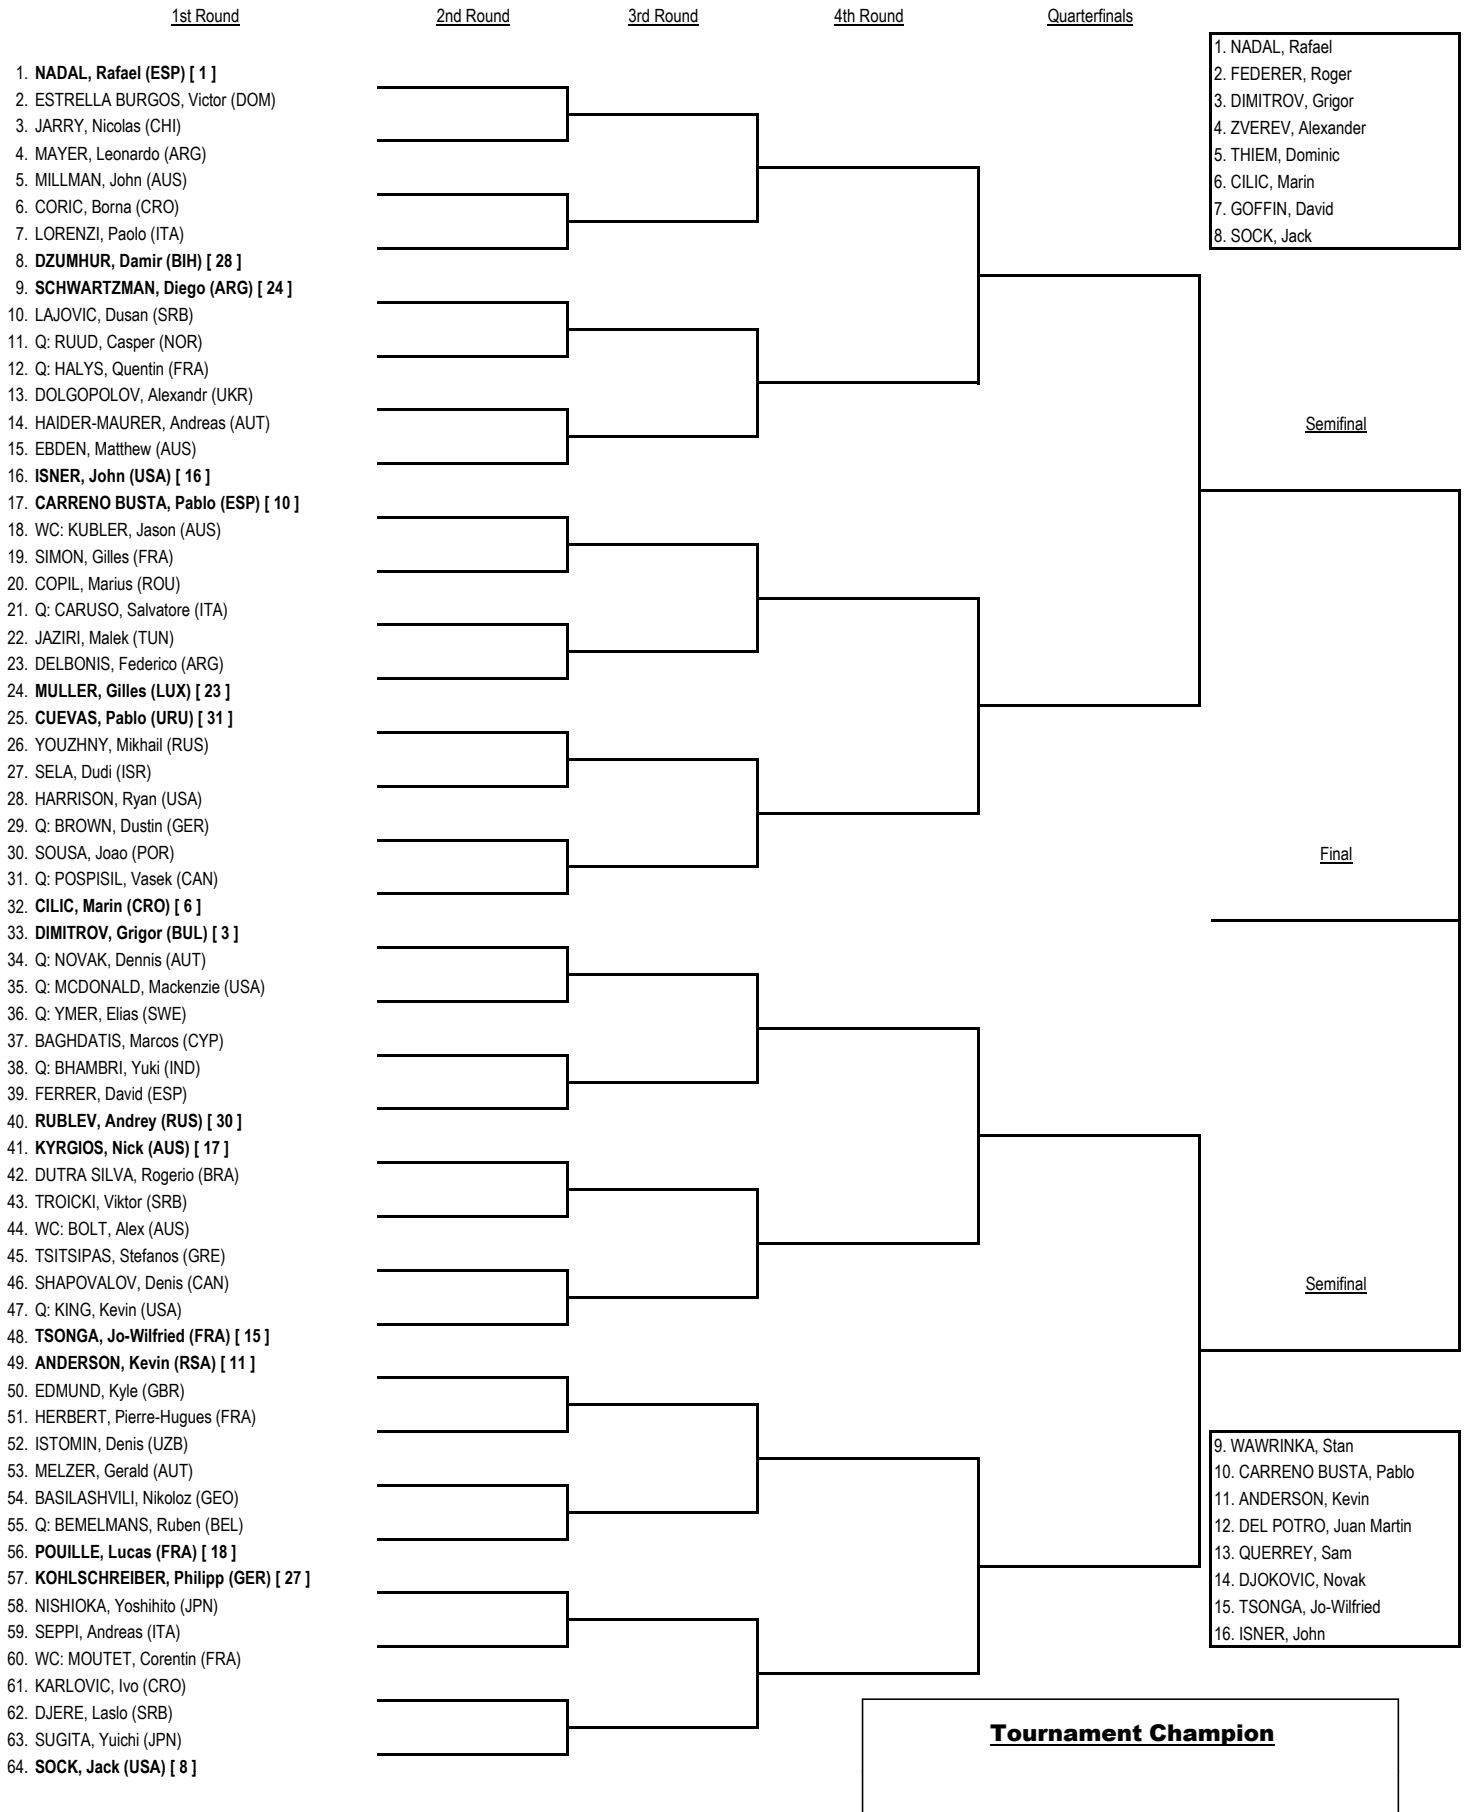 1st Round 2nd Round 3rd Round 4th Round Quarterfinals
1. NADAL, Rafael
2. FEDERER, Roger
3. DIMITROV, Grigor
4. ZVEREV, Alexander
5. THIEM, Dominic
6. CILIC, Marin
7. GOFFIN, David
8. SOCK, Jack
1. NADAL, Rafael (ESP) [ 1 ]
2. ESTRELLA BURGOS, Victor (DOM)
3. JARRY, Nicolas (CHI)
4. MAYER, Leonardo (ARG)
5. MILLMAN, John (AUS)
6. CORIC, Borna (CRO)
7. LORENZI, Paolo (ITA)
8. DZUMHUR, Damir (BIH) [ 28 ]
9. SCHWARTZMAN, Diego (ARG) [ 24 ]
10. LAJOVIC, Dusan (SRB)
11. Q: RUUD, Casper (NOR)
12. Q: HALYS, Quentin (FRA)
13. DOLGOPOLOV, Alexandr (UKR)
14. HAIDER-MAURER, Andreas (AUT)
15. EBDEN, Matthew (AUS)
16. ISNER, John (USA) [ 16 ]
17. CARRENO BUSTA, Pablo (ESP) [ 10 ]
18. WC: KUBLER, Jason (AUS)
19. SIMON, Gilles (FRA)
20. COPIL, Marius (ROU)
21. Q: CARUSO, Salvatore (ITA)
22. JAZIRI, Malek (TUN)
23. DELBONIS, Federico (ARG)
24. MULLER, Gilles (LUX) [ 23 ]
25. CUEVAS, Pablo (URU) [ 31 ]
26. YOUZHNY, Mikhail (RUS)
27. SELA, Dudi (ISR)
28. HARRISON, Ryan (USA)
29. Q: BROWN, Dustin (GER)
30. SOUSA, Joao (POR)
31. Q: POSPISIL, Vasek (CAN)
32. CILIC, Marin (CRO) [ 6 ]
33. DIMITROV, Grigor (BUL) [ 3 ]
34. Q: NOVAK, Dennis (AUT)
35. Q: MCDONALD, Mackenzie (USA)
36. Q: YMER, Elias (SWE)
37. BAGHDATIS, Marcos (CYP)
38. Q: BHAMBRI, Yuki (IND)
39. FERRER, David (ESP)
40. RUBLEV, Andrey (RUS) [ 30 ]
41. KYRGIOS, Nick (AUS) [ 17 ]
42. DUTRA SILVA, Rogerio (BRA)
43. TROICKI, Viktor (SRB)
44. WC: BOLT, Alex (AUS)
45. TSITSIPAS, Stefanos (GRE)
46. SHAPOVALOV, Denis (CAN)
47. Q: KING, Kevin (USA)
48. TSONGA, Jo-Wilfried (FRA) [ 15 ]
49. ANDERSON, Kevin (RSA) [ 11 ]
50. EDMUND, Kyle (GBR)
51. HERBERT, Pierre-Hugues (FRA)
52. ISTOMIN, Denis (UZB)
53. MELZER, Gerald (AUT)
54. BASILASHVILI, Nikoloz (GEO)
55. Q: BEMELMANS, Ruben (BEL)
56. POUILLE, Lucas (FRA) [ 18 ]
57. KOHLSCHREIBER, Philipp (GER) [ 27 ]
58. NISHIOKA, Yoshihito (JPN)
59. SEPPI, Andreas (ITA)
60. WC: MOUTET, Corentin (FRA)
61. KARLOVIC, Ivo (CRO)
62. DJERE, Laslo (SRB)
63. SUGITA, Yuichi (JPN)
64. SOCK, Jack (USA) [ 8 ]
Semifinal
Final
Semifinal
9. WAWRINKA, Stan
10. CARRENO BUSTA, Pablo
11. ANDERSON, Kevin
12. DEL POTRO, Juan Martin
13. QUERREY, Sam
14. DJOKOVIC, Novak
15. TSONGA, Jo-Wilfried
16. ISNER, John
Tournament Champion